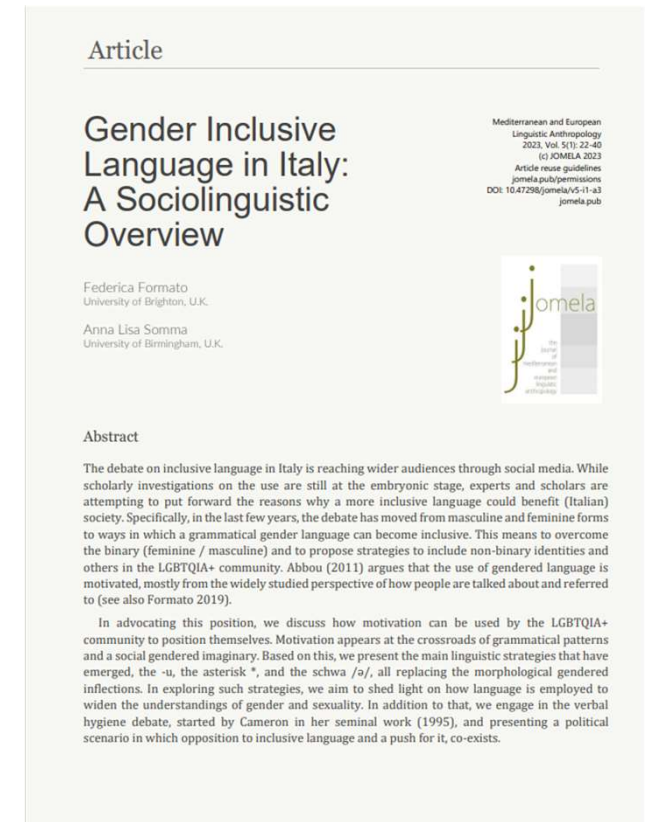 Article
Gender Inclusive
Language in Italy:
A Sociolinguistic
Overview
Mediterranean and European
Linguistic Anthropology
2023, Vol. 5(1): 22-40
(c) JOMELA 2023
Article reuse guidelines
jomela.pub/permissions
DOI: 10.47298/jomela/v5-i1-a3
jomela.pub
Federica Formato
University of Brighton, U.K.
Anna Lisa Somma
University of Birmingham, U.K.
jomela
the
journal
of
mediterranean
and
european
linguistic
anthropology
Abstract
The debate on inclusive language in Italy is reaching wider audiences through social media. While
scholarly investigations on the use are still at the embryonic stage, experts and scholars are
attempting to put forward the reasons why a more inclusive language could benefit (Italian)
society. Specifically, in the last few years, the debate has moved from masculine and feminine forms
to ways in which a grammatical gender language can become inclusive. This means to overcome
the binary (feminine / masculine) and to propose strategies to include non-binary identities and
others in the LGBTQIA+ community. Abbou (2011) argues that the use of gendered language is
motivated, mostly from the widely studied perspective of how people are talked about and referred
to (see also Formato 2019).
In advocating this position, we discuss how motivation can be used by the LGBTQIA+
community to position themselves. Motivation appears at the crossroads of grammatical patterns
and a social gendered imaginary. Based on this, we present the main linguistic strategies that have
emerged, the -u, the asterisk *, and the schwa /ə/, all replacing the morphological gendered
inflections. In exploring such strategies, we aim to shed light on how language is employed to
widen the understandings of gender and sexuality. In addition to that, we engage in the verbal
hygiene debate, started by Cameron in her seminal work (1995), and presenting a political
scenario in which opposition to inclusive language and a push for it, co-exists.